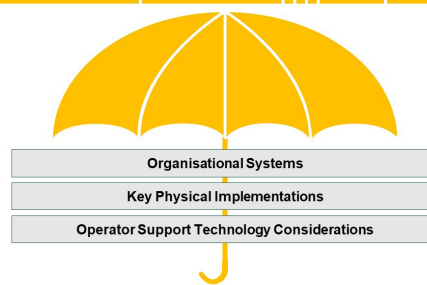 Organisational Systems
Key Physical Implementations
Operator Support Technology Considerations